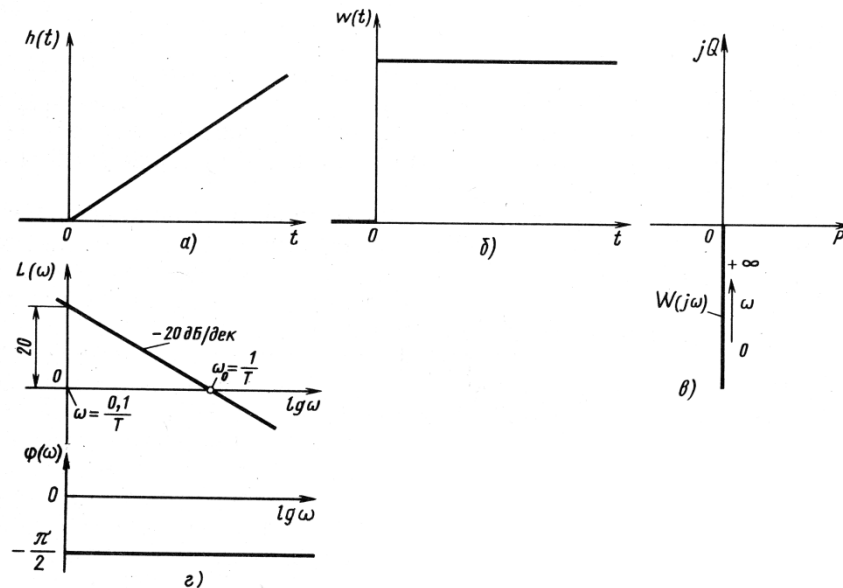 h(t)
0
а)
t
w(t)
0
б)
t
jQ
0
P
+ ∞
W(jω)
ω
0
в)
L(ω)
20
−20 дБ/дек
ω₀ = 1/T
0
lg ω
ω = 0,1/T
φ(ω)
0
lg ω
− π/2
г)